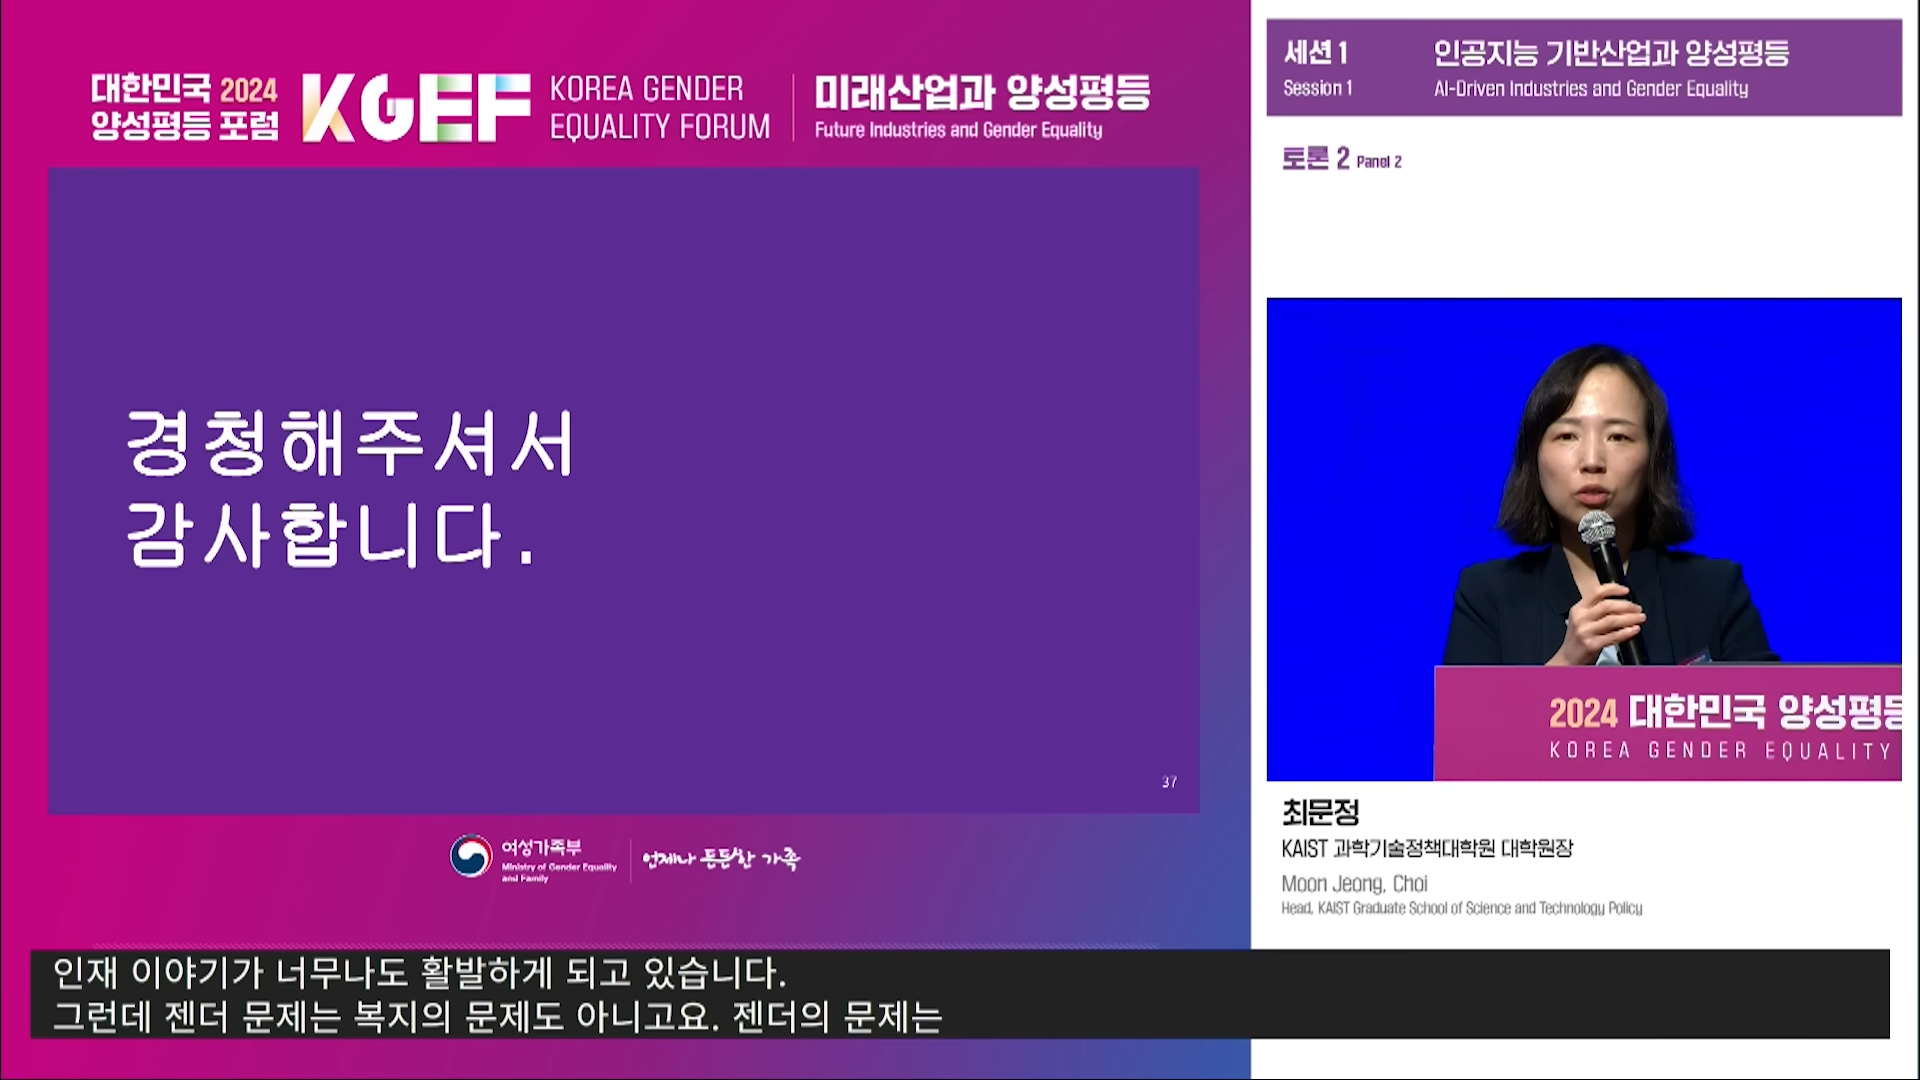 대한민국 2024
양성평등 포럼
KGEF
KOREA GENDER
EQUALITY FORUM
미래산업과 양성평등
Future Industries and Gender Equality
세션 1
인공지능 기반산업과 양성평등
Session 1
AI-Driven Industries and Gender Equality
토론 2 Panel 2
경청해주셔서
감사합니다.
37
2024 대한민국 양성평등
KOREA GENDER EQUALITY
최문정
KAIST 과학기술정책대학원 대학원장
Moon Jeong, Choi
Head, KAIST Graduate School of Science and Technology Policy
여성가족부
Ministry of Gender Equality
and Family
언제나 든든한 가족
인재 이야기가 너무나도 활발하게 되고 있습니다.
그런데 젠더 문제는 복지의 문제도 아니고요. 젠더의 문제는